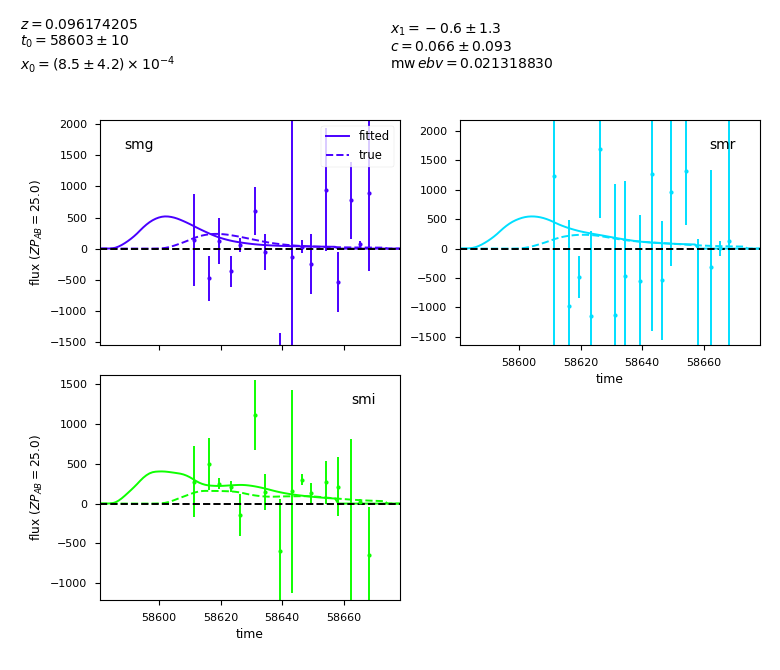 z = 0.096174205
t₀ = 58603 ± 10
x₀ = (8.5 ± 4.2) × 10⁻⁴
x₁ = −0.6 ± 1.3
c = 0.066 ± 0.093
mw ebv = 0.021318830
smg
fitted
true
2000
1500
1000
500
0
−500
−1000
−1500
flux (ZP_AB = 25.0)
smr
2000
1500
1000
500
0
−500
−1000
−1500
58600 58620 58640 58660
time
smi
1500
1000
500
0
−500
−1000
flux (ZP_AB = 25.0)
58600 58620 58640 58660
time